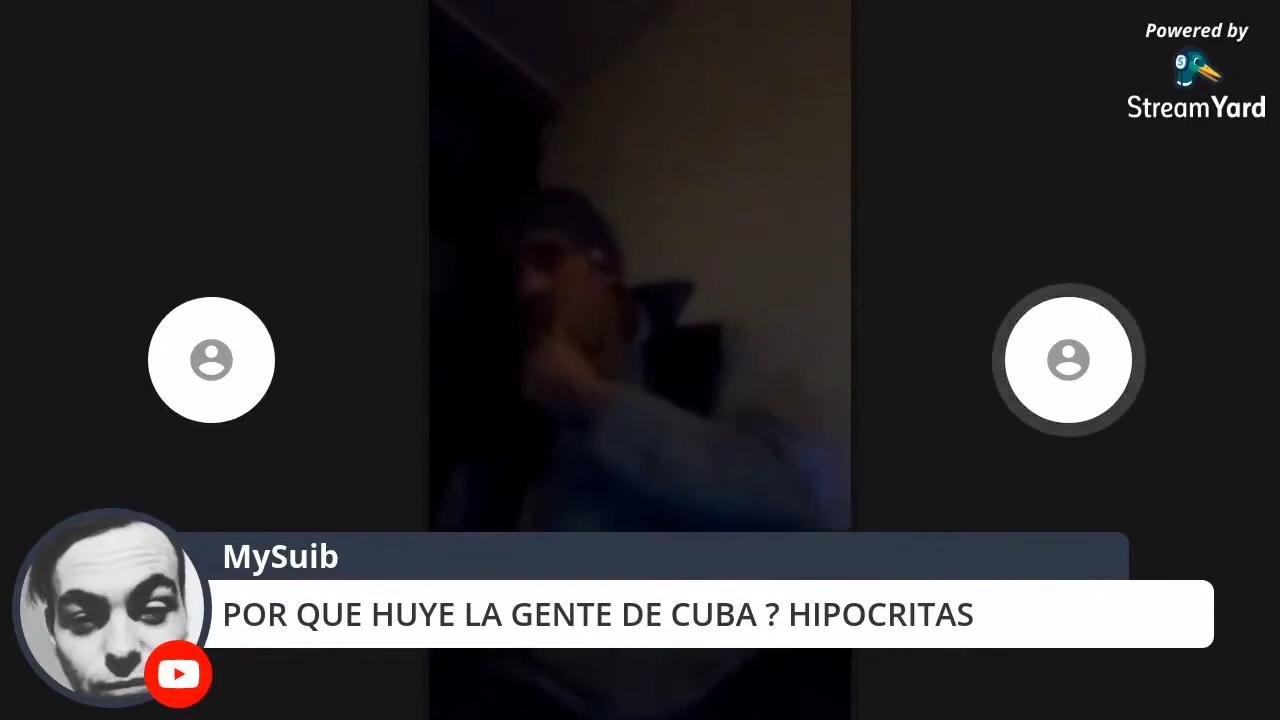 Powered by
StreamYard
MySuib
POR QUE HUYE LA GENTE DE CUBA ? HIPOCRITAS